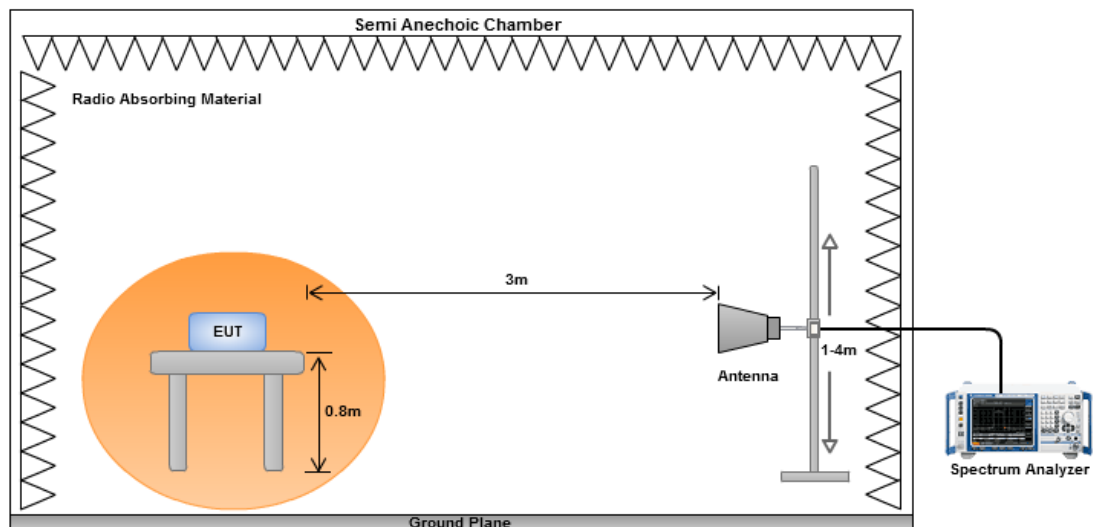 Semi Anechoic Chamber
Radio Absorbing Material
3m
EUT
1-4m
Antenna
0.8m
Spectrum Analyzer
Ground Plane